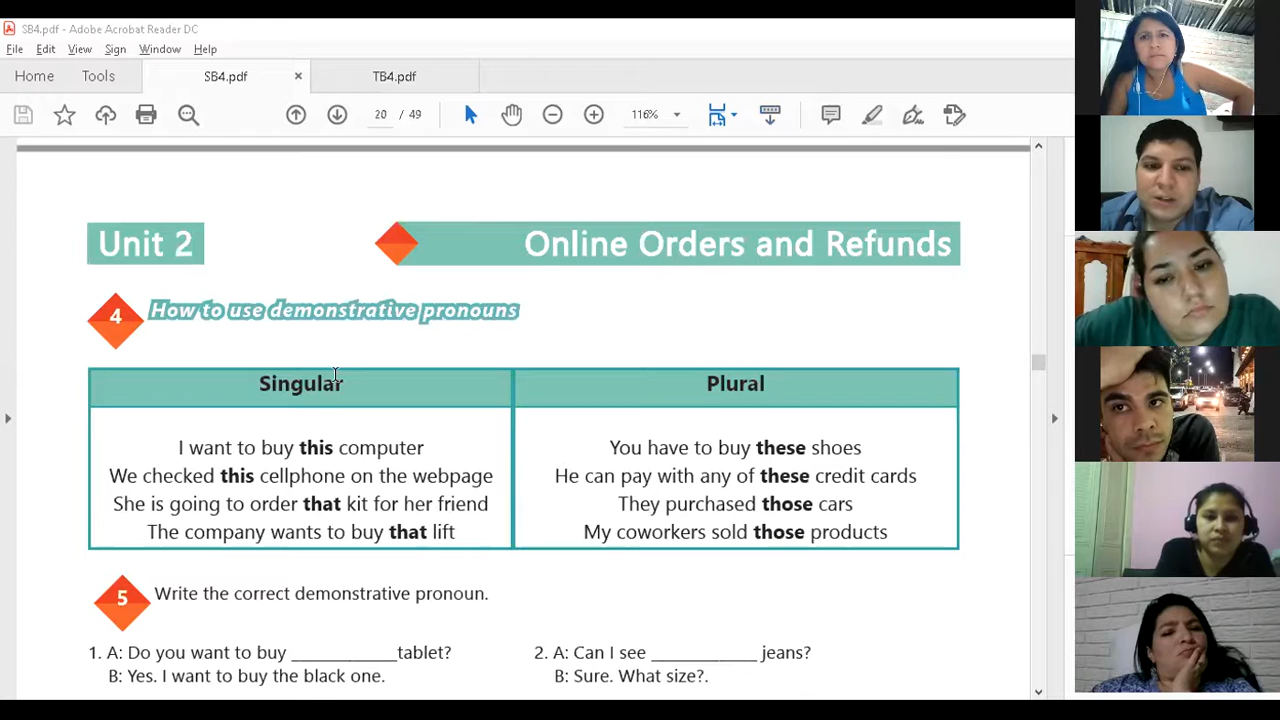 SB4.pdf - Adobe Acrobat Reader DC
File Edit View Sign Window Help
Home Tools SB4.pdf × TB4.pdf
20 / 49 116%
Unit 2 Online Orders and Refunds
4 How to use demonstrative pronouns
Singular Plural
I want to buy this computer You have to buy these shoes
We checked this cellphone on the webpage He can pay with any of these credit cards
She is going to order that kit for her friend They purchased those cars
The company wants to buy that lift My coworkers sold those products
5 Write the correct demonstrative pronoun.
1. A: Do you want to buy ____________tablet? 2. A: Can I see ____________ jeans?
B: Yes. I want to buy the black one. B: Sure. What size?.